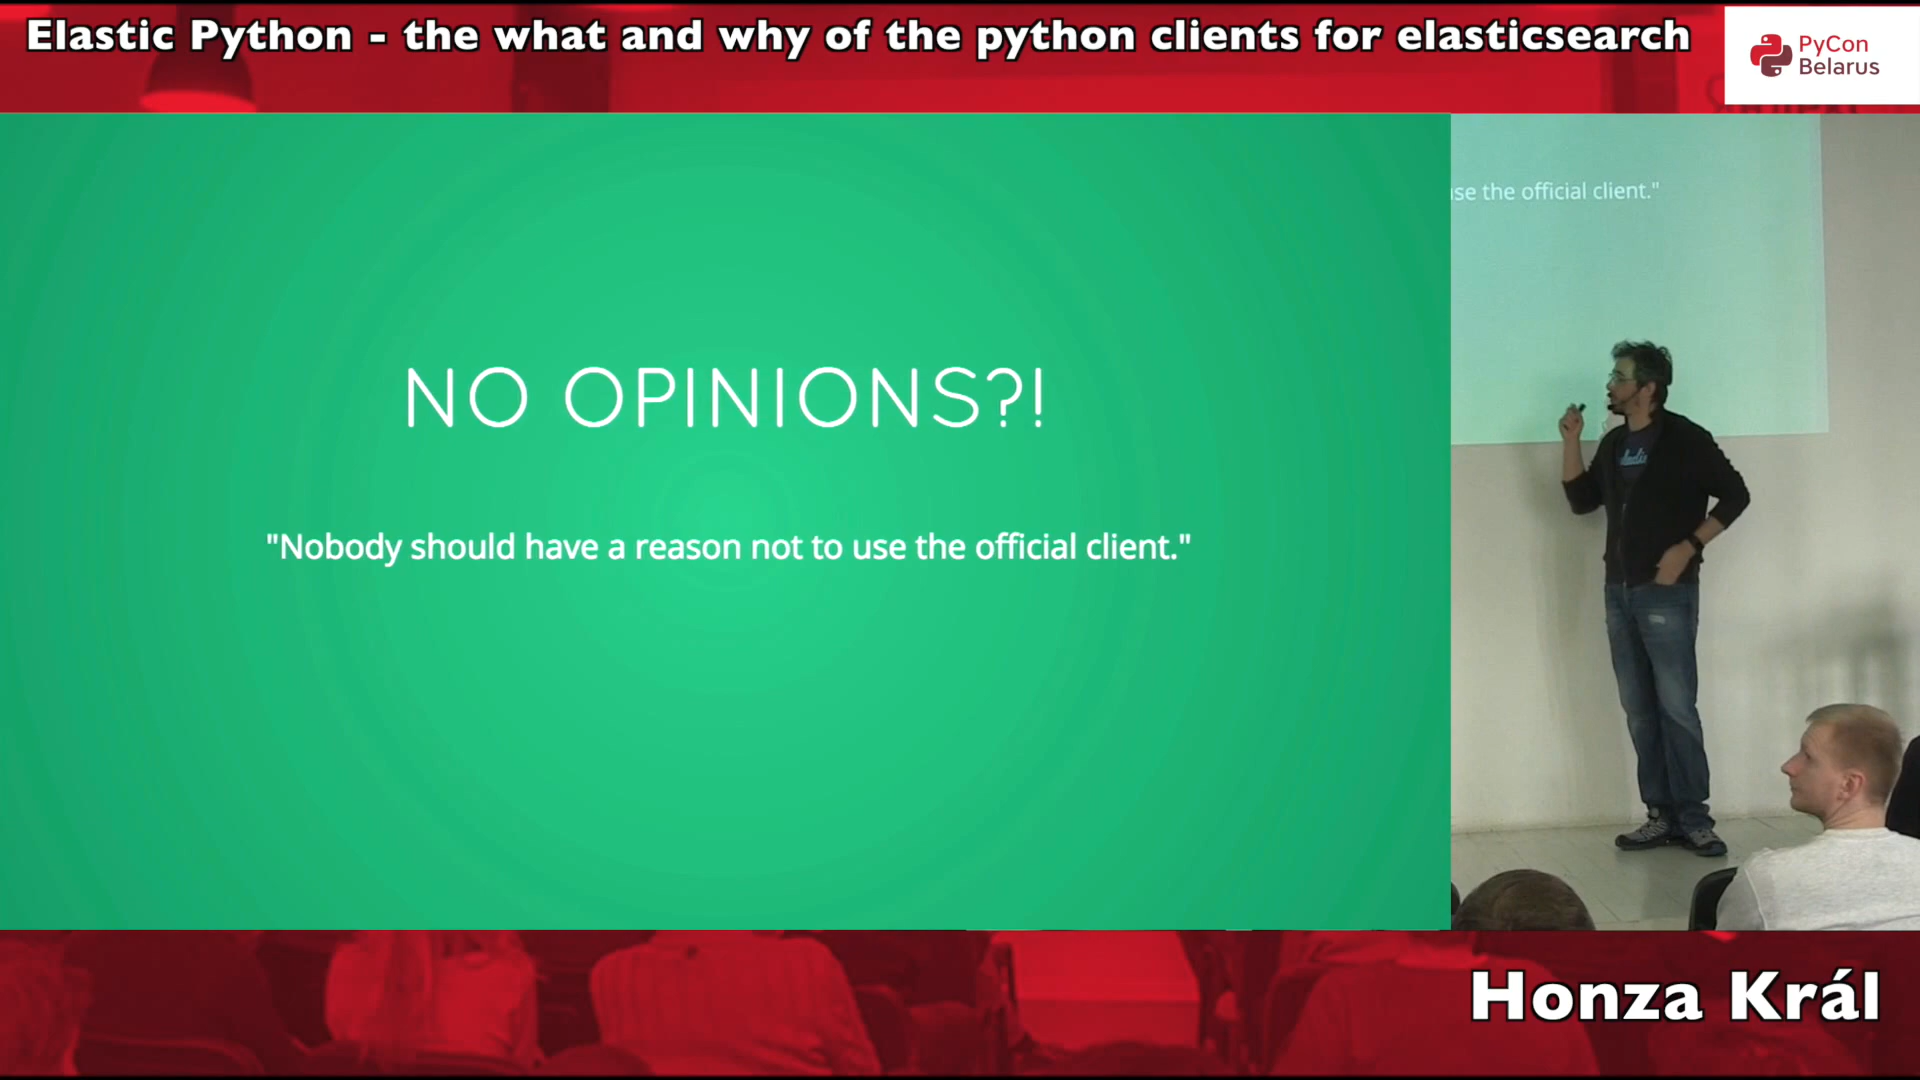 Elastic Python - the what and why of the python clients for elasticsearch
PyCon
Belarus
NO OPINIONS?!
"Nobody should have a reason not to use the official client."
se the official client."
Honza Král